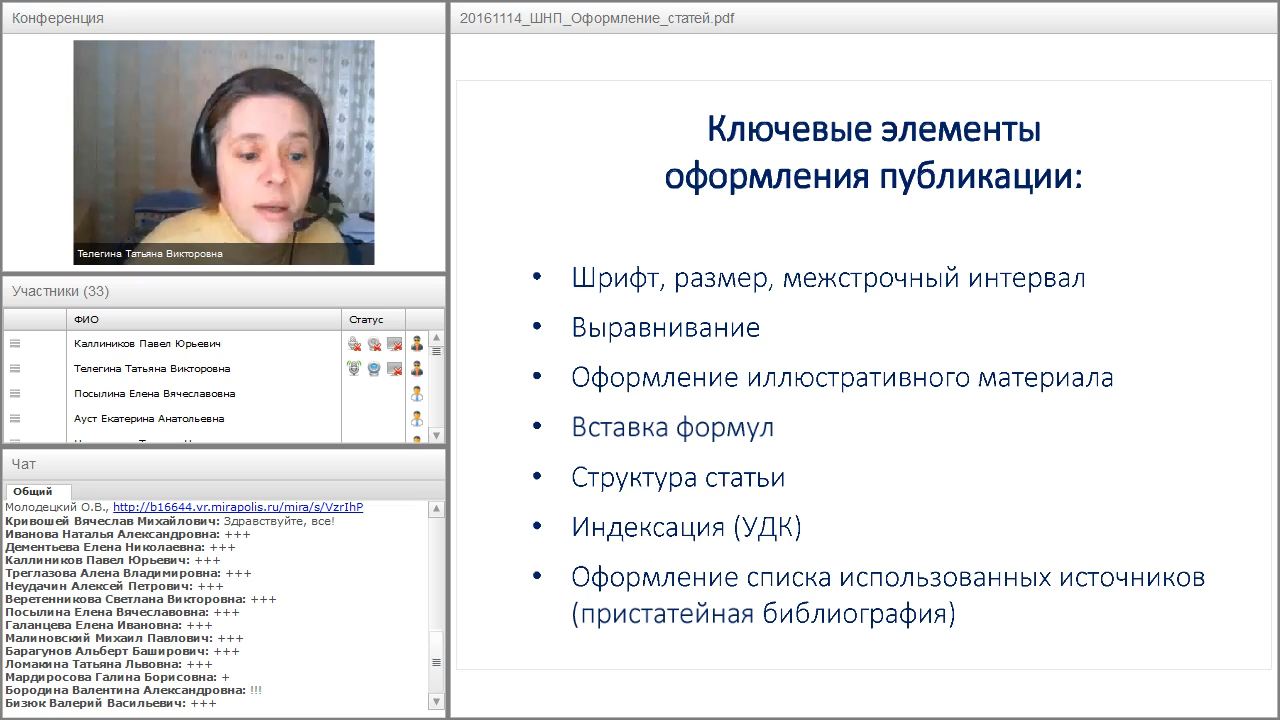 Конференция
Телегина Татьяна Викторовна
Участники (33)
ФИО
Статус
Каллиников Павел Юрьевич
Телегина Татьяна Викторовна
Посылина Елена Вячеславовна
Ауст Екатерина Анатольевна
Чат
Общий
Молодецкий О.В., http://b16644.vr.mirapolis.ru/mira/s/VzrIhP
Кривошей Вячеслав Михайлович: Здравствуйте, все!
Иванова Наталья Александровна: +++
Дементьева Елена Николаевна: +++
Каллиников Павел Юрьевич: +++
Треглазова Алена Владимировна: +++
Неудачин Алексей Петрович: +++
Веретенникова Светлана Викторовна: +++
Посылина Елена Вячеславовна: +++
Галанцева Елена Ивановна: +++
Малиновский Михаил Павлович: +++
Барагунов Альберт Баширович: +++
Ломакина Татьяна Львовна: +++
Мардиросова Галина Борисовна: +
Бородина Валентина Александровна: !!!
Бизюк Валерий Васильевич: +++
20161114_ШНП_Оформление_статей.pdf
Ключевые элементы
оформления публикации:
• Шрифт, размер, межстрочный интервал
• Выравнивание
• Оформление иллюстративного материала
• Вставка формул
• Структура статьи
• Индексация (УДК)
• Оформление списка использованных источников
(пристатейная библиография)